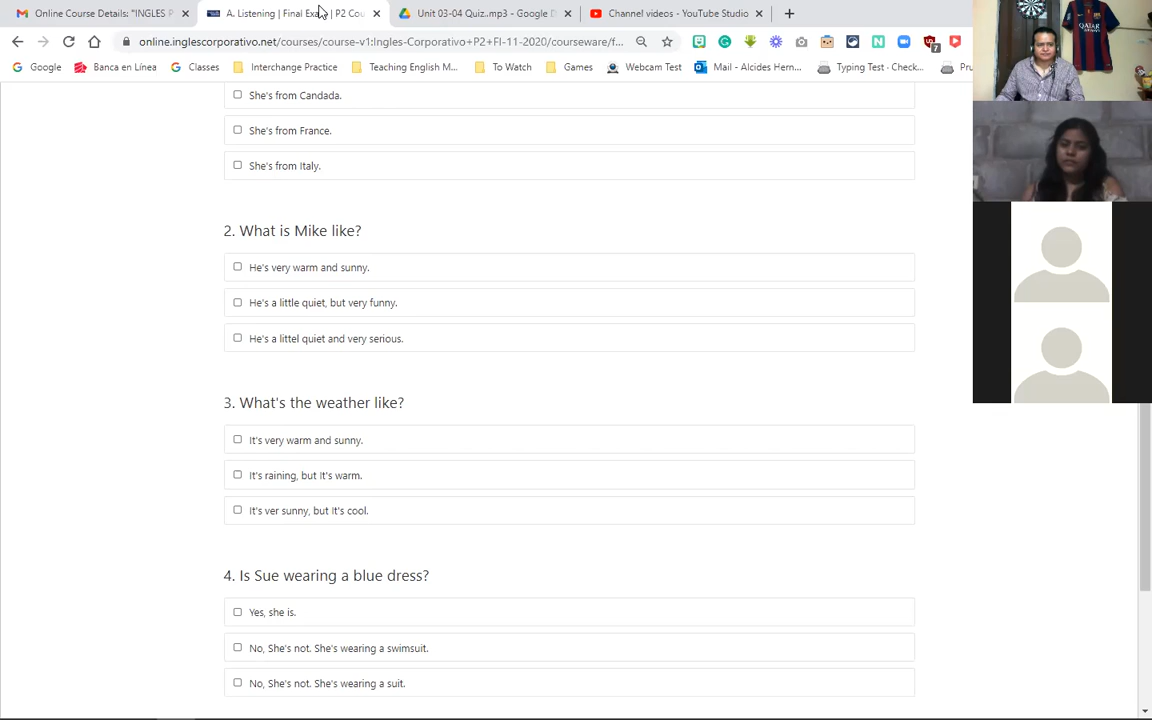 Online Course Details: "INGLES P
A. Listening | Final Exa | P2 Cou
Unit 03-04 Quiz..mp3 - Google D
Channel videos - YouTube Studio
online.inglescorporativo.net/courses/course-v1:Ingles-Corporativo+P2+FI-11-2020/courseware/f...
7
Google
Banca en Línea
Classes
Interchange Practice
Teaching English M...
To Watch
Games
Webcam Test
Mail - Alcides Hern...
Typing Test - Check...
Pru
QATAR
She's from Candada.
She's from France.
She's from Italy.
2. What is Mike like?
He's very warm and sunny.
He's a little quiet, but very funny.
He's a littel quiet and very serious.
3. What's the weather like?
It's very warm and sunny.
It's raining, but It's warm.
It's ver sunny, but It's cool.
4. Is Sue wearing a blue dress?
Yes, she is.
No, She's not. She's wearing a swimsuit.
No, She's not. She's wearing a suit.